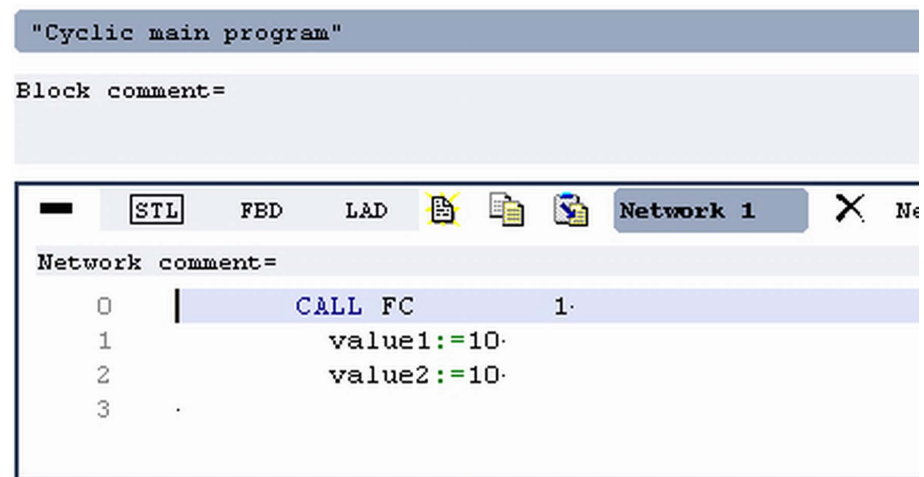 "Cyclic main program"
Block comment=
STL FBD LAD Network 1 Ne
Network comment=
0 CALL FC 1
1 value1:=10
2 value2:=10
3